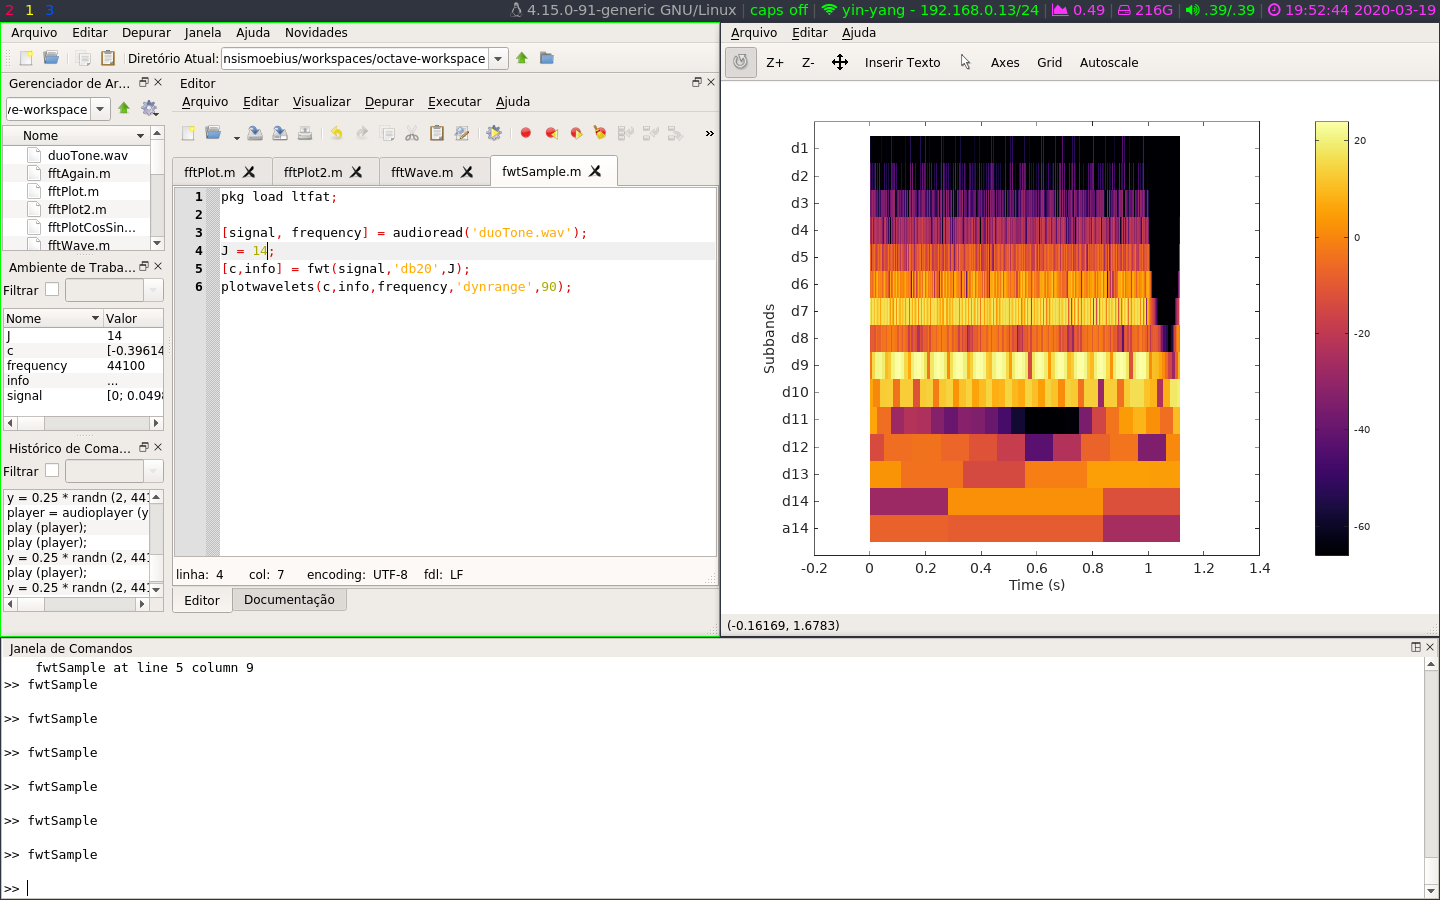 2 1 3 4.15.0-91-generic GNU/Linux | caps off | yin-yang - 192.168.0.13/24 | 0.49 | 216G | .39/.39 | 19:52:44 2020-03-19
Arquivo Editar Depurar Janela Ajuda Novidades
Diretório Atual: nsismoebius/workspaces/octave-workspace
Gerenciador de Ar...
/e-workspace
Nome
duoTone.wav
fftAgain.m
fftPlot.m
fftPlot2.m
fftPlotCosSin...
fftWave.m
Ambiente de Traba...
Filtrar
Nome Valor
J 14
c [-0.39614
frequency 44100
info ...
signal [0; 0.0498
Histórico de Coma...
Filtrar
y = 0.25 * randn (2, 441
player = audioplayer (y
play (player);
play (player);
y = 0.25 * randn (2, 441
play (player);
y = 0.25 * randn (2, 441
Editor
Arquivo Editar Visualizar Depurar Executar Ajuda
»
fftPlot.m fftPlot2.m fftWave.m fwtSample.m
1 pkg load ltfat;
2
3 [signal, frequency] = audioread('duoTone.wav');
4 J = 14;
5 [c,info] = fwt(signal,'db20',J);
6 plotwavelets(c,info,frequency,'dynrange',90);
linha: 4 col: 7 encoding: UTF-8 fdl: LF
Editor Documentação
Arquivo Editar Ajuda
Z+ Z- Inserir Texto Axes Grid Autoscale
Subbands
d1
d2
d3
d4
d5
d6
d7
d8
d9
d10
d11
d12
d13
d14
a14
-0.2 0 0.2 0.4 0.6 0.8 1 1.2 1.4
Time (s)
20
0
-20
-40
-60
(-0.16169, 1.6783)
Janela de Comandos
fwtSample at line 5 column 9
>> fwtSample
>> fwtSample
>> fwtSample
>> fwtSample
>> fwtSample
>> fwtSample
>>